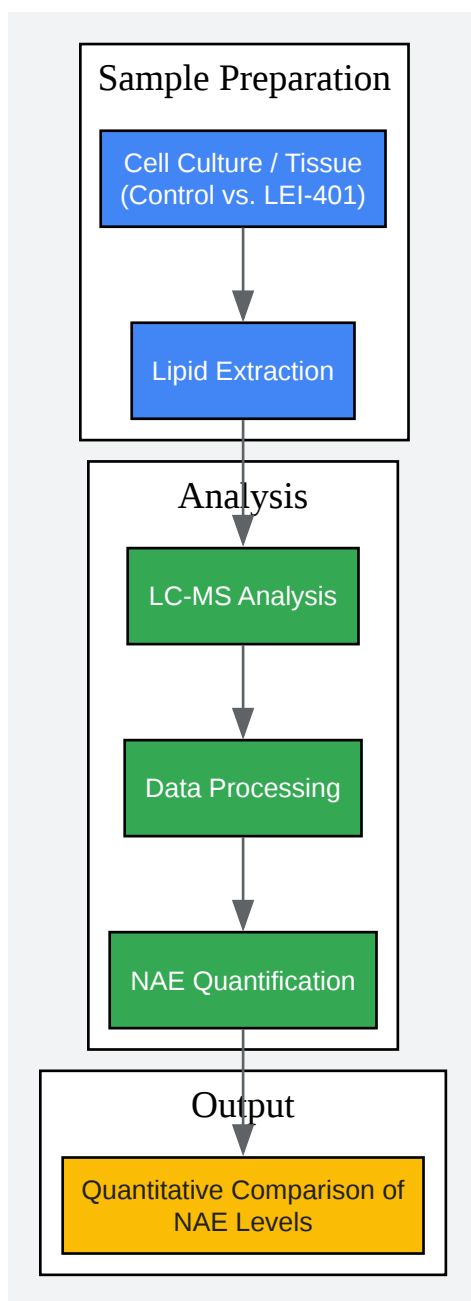 Sample Preparation
Cell Culture / Tissue
(Control vs. LEI-401)
Lipid Extraction
Analysis
LC-MS Analysis
Data Processing
NAE Quantification
Output
Quantitative Comparison of
NAE Levels